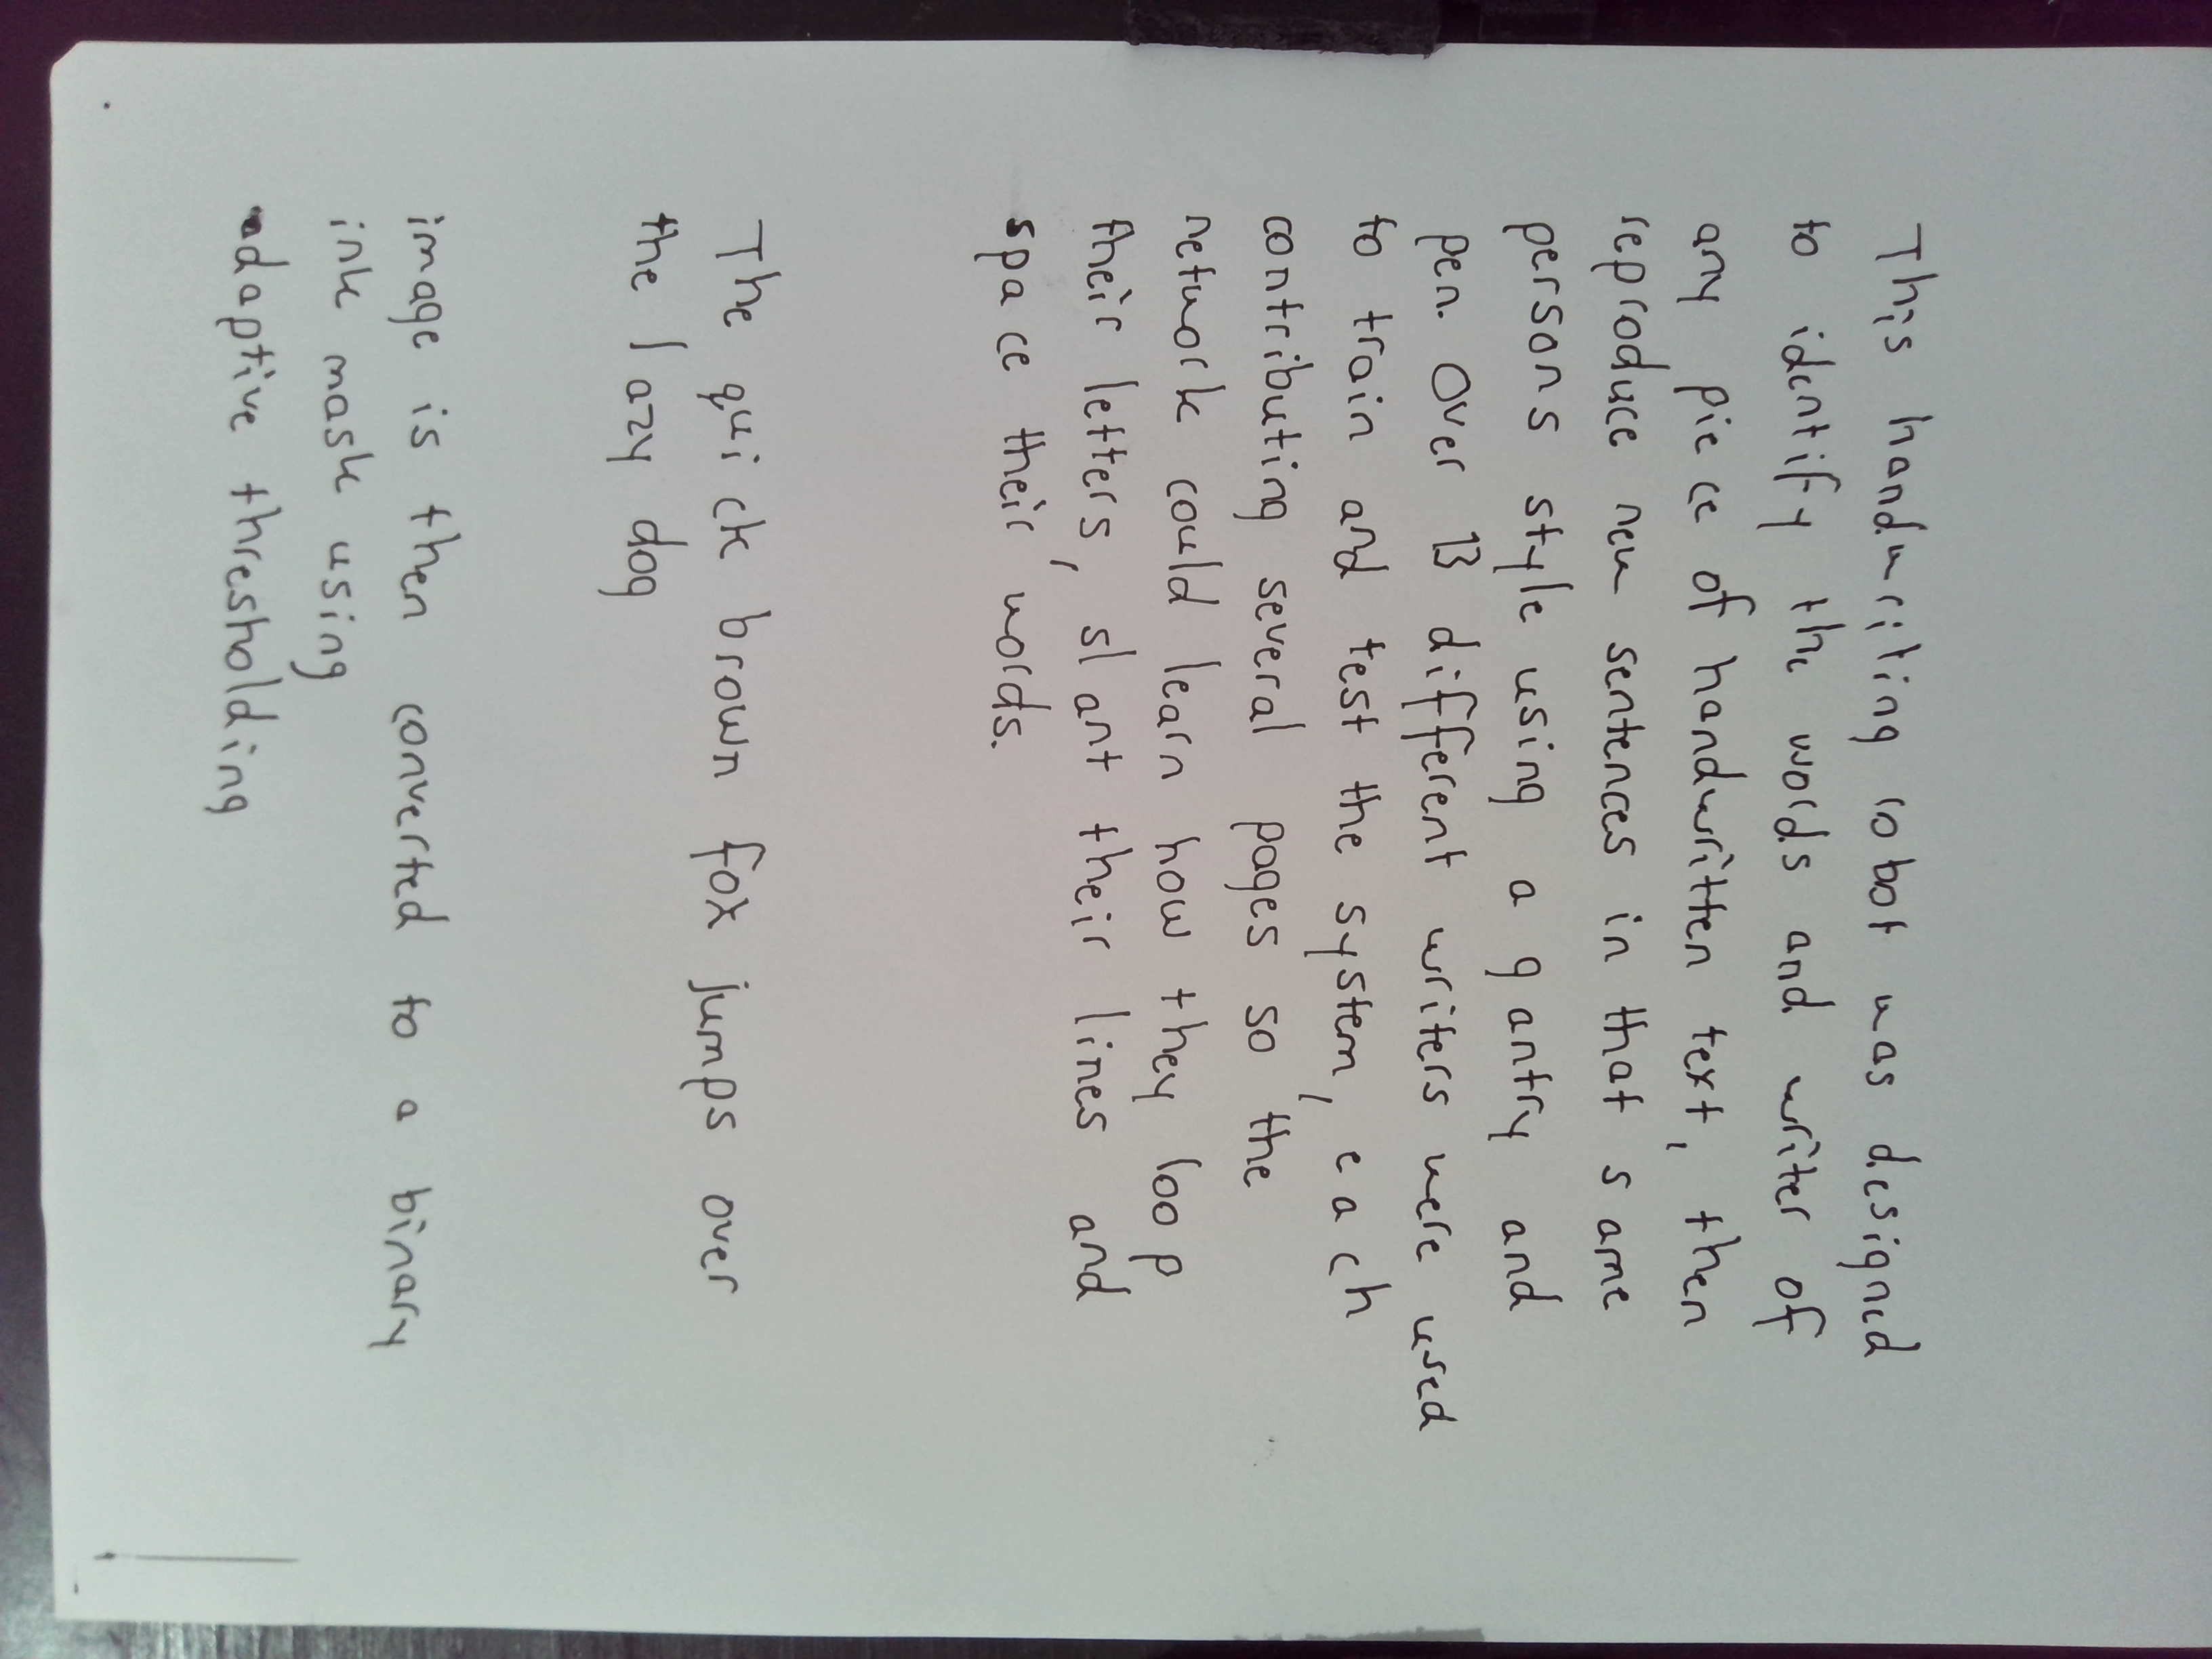 This handwriting robot was designed
to identify the words and writer of
any piece of handwritten text, then
reproduce new sentences in that same
persons style using a gantry and
pen. Over 13 different writers were used
to train and test the system, each
contributing several pages so the
network could learn how they loop
their letters, slant their lines and
space their words.
The quick brown fox jumps over
the lazy dog
image is then converted to a binary
ink mask using
adaptive thresholding